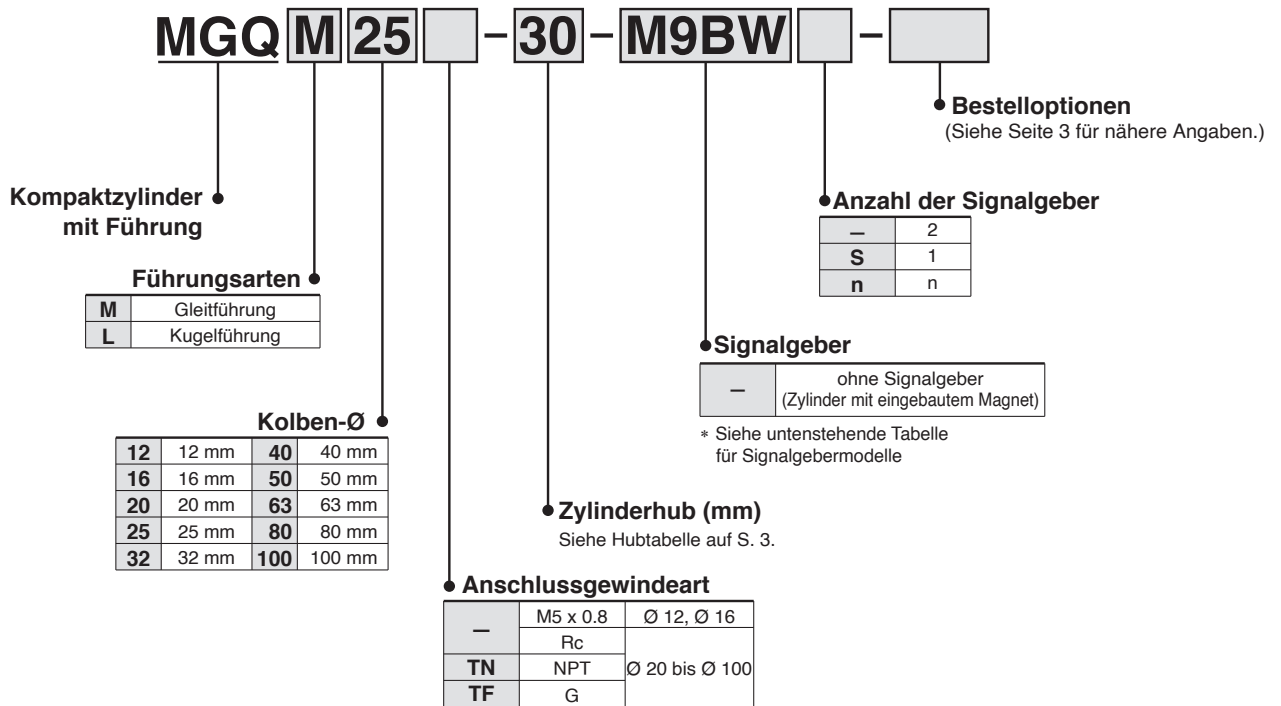 MGQ M 25 – 30 – M9BW –
Bestelloptionen
(Siehe Seite 3 für nähere Angaben.)
Kompaktzylinder
mit Führung
Anzahl der Signalgeber
– 2
S 1
n n
Führungsarten
M Gleitführung
L Kugelführung
Signalgeber
– ohne Signalgeber
(Zylinder mit eingebautem Magnet)
* Siehe untenstehende Tabelle
für Signalgebermodelle
Kolben-Ø
12 12 mm 40 40 mm
16 16 mm 50 50 mm
20 20 mm 63 63 mm
25 25 mm 80 80 mm
32 32 mm 100 100 mm
Zylinderhub (mm)
Siehe Hubtabelle auf S. 3.
Anschlussgewindeart
– M5 x 0.8 Ø 12, Ø 16
Rc
TN NPT Ø 20 bis Ø 100
TF G